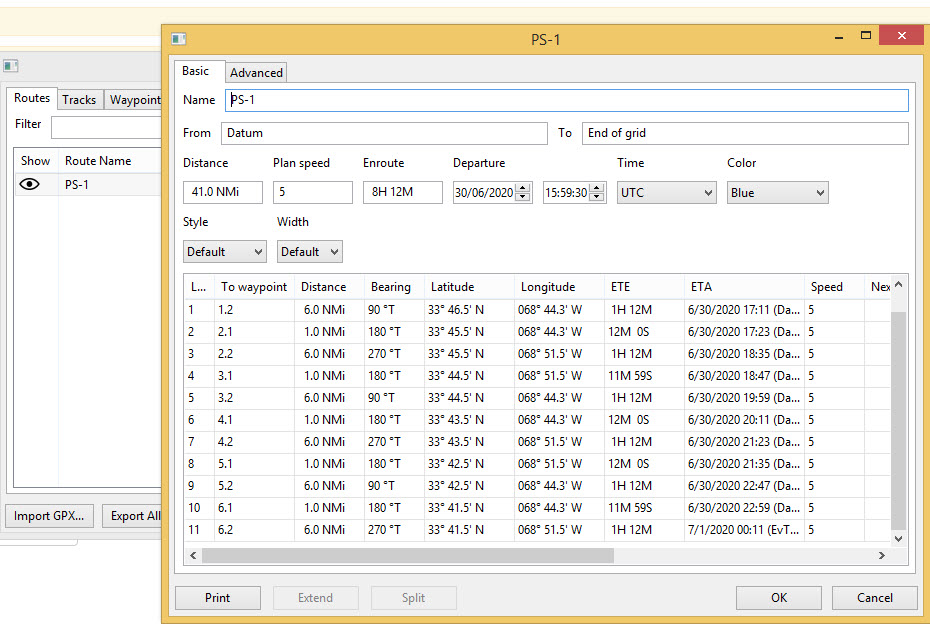 PS-1
Basic Advanced
Name PS-1
From Datum To End of grid
Distance Plan speed Enroute Departure Time Color
41.0 NMi 5 8H 12M 30/06/2020 15:59:30 UTC Blue
Style Width
Default Default
L... To waypoint Distance Bearing Latitude Longitude ETE ETA Speed Nex
1 1.2 6.0 NMi 90 °T 33° 46.5' N 068° 44.3' W 1H 12M 6/30/2020 17:11 (Da... 5
2 2.1 1.0 NMi 180 °T 33° 45.5' N 068° 44.3' W 12M 0S 6/30/2020 17:23 (Da... 5
3 2.2 6.0 NMi 270 °T 33° 45.5' N 068° 51.5' W 1H 12M 6/30/2020 18:35 (Da... 5
4 3.1 1.0 NMi 180 °T 33° 44.5' N 068° 51.5' W 11M 59S 6/30/2020 18:47 (Da... 5
5 3.2 6.0 NMi 90 °T 33° 44.5' N 068° 44.3' W 1H 12M 6/30/2020 19:59 (Da... 5
6 4.1 1.0 NMi 180 °T 33° 43.5' N 068° 44.3' W 12M 0S 6/30/2020 20:11 (Da... 5
7 4.2 6.0 NMi 270 °T 33° 43.5' N 068° 51.5' W 1H 12M 6/30/2020 21:23 (Da... 5
8 5.1 1.0 NMi 180 °T 33° 42.5' N 068° 51.5' W 12M 0S 6/30/2020 21:35 (Da... 5
9 5.2 6.0 NMi 90 °T 33° 42.5' N 068° 44.3' W 1H 12M 6/30/2020 22:47 (Da... 5
10 6.1 1.0 NMi 180 °T 33° 41.5' N 068° 44.3' W 11M 59S 6/30/2020 22:59 (Da... 5
11 6.2 6.0 NMi 270 °T 33° 41.5' N 068° 51.5' W 1H 12M 7/1/2020 00:11 (EvT... 5
Print Extend Split OK Cancel
Routes Tracks Waypoint
Filter
Show Route Name
PS-1
Import GPX... Export All